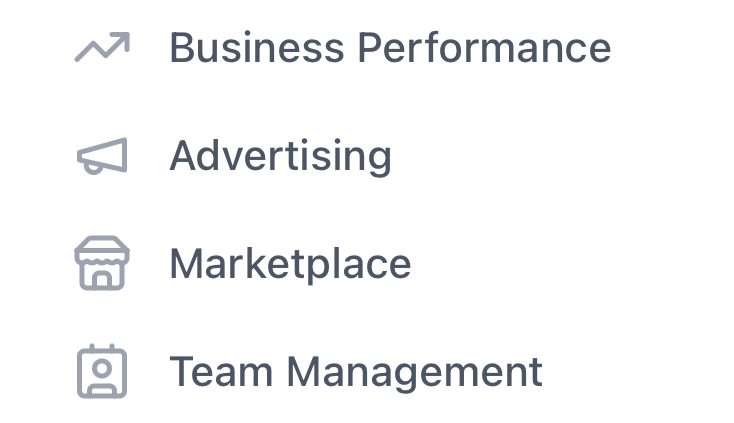 Business Performance
Advertising
Marketplace
Team Management